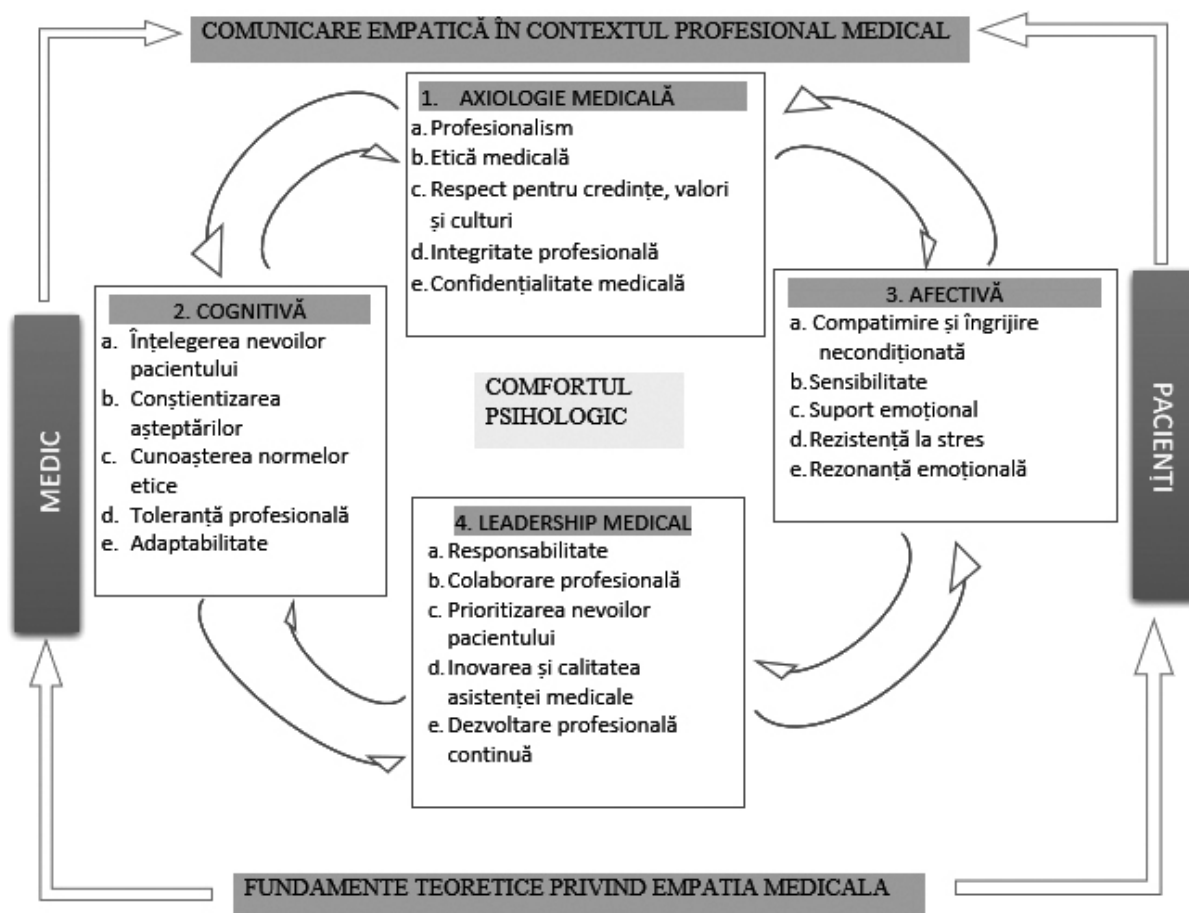 COMUNICARE EMPATICĂ ÎN CONTEXTUL PROFESIONAL MEDICAL
1. AXIOLOGIE MEDICALĂ
a. Profesionalism
b. Etică medicală
c. Respect pentru credințe, valori
și culturi
d. Integritate profesională
e. Confidențialitate medicală
MEDIC
2. COGNITIVĂ
a. Înțelegerea nevoilor
pacientului
b. Conștientizarea
așteptărilor
c. Cunoașterea normelor
etice
d. Toleranță profesională
e. Adaptabilitate
COMFORTUL
PSIHOLOGIC
3. AFECTIVĂ
a. Compatimire și îngrijire
necondiționată
b. Sensibilitate
c. Suport emoțional
d. Rezistență la stres
e. Rezonanță emoțională
PACIENȚI
4. LEADERSHIP MEDICAL
a. Responsabilitate
b. Colaborare profesională
c. Prioritizarea nevoilor
pacientului
d. Inovarea și calitatea
asistenței medicale
e. Dezvoltare profesională
continuă
FUNDAMENTE TEORETICE PRIVIND EMPATIA MEDICALA